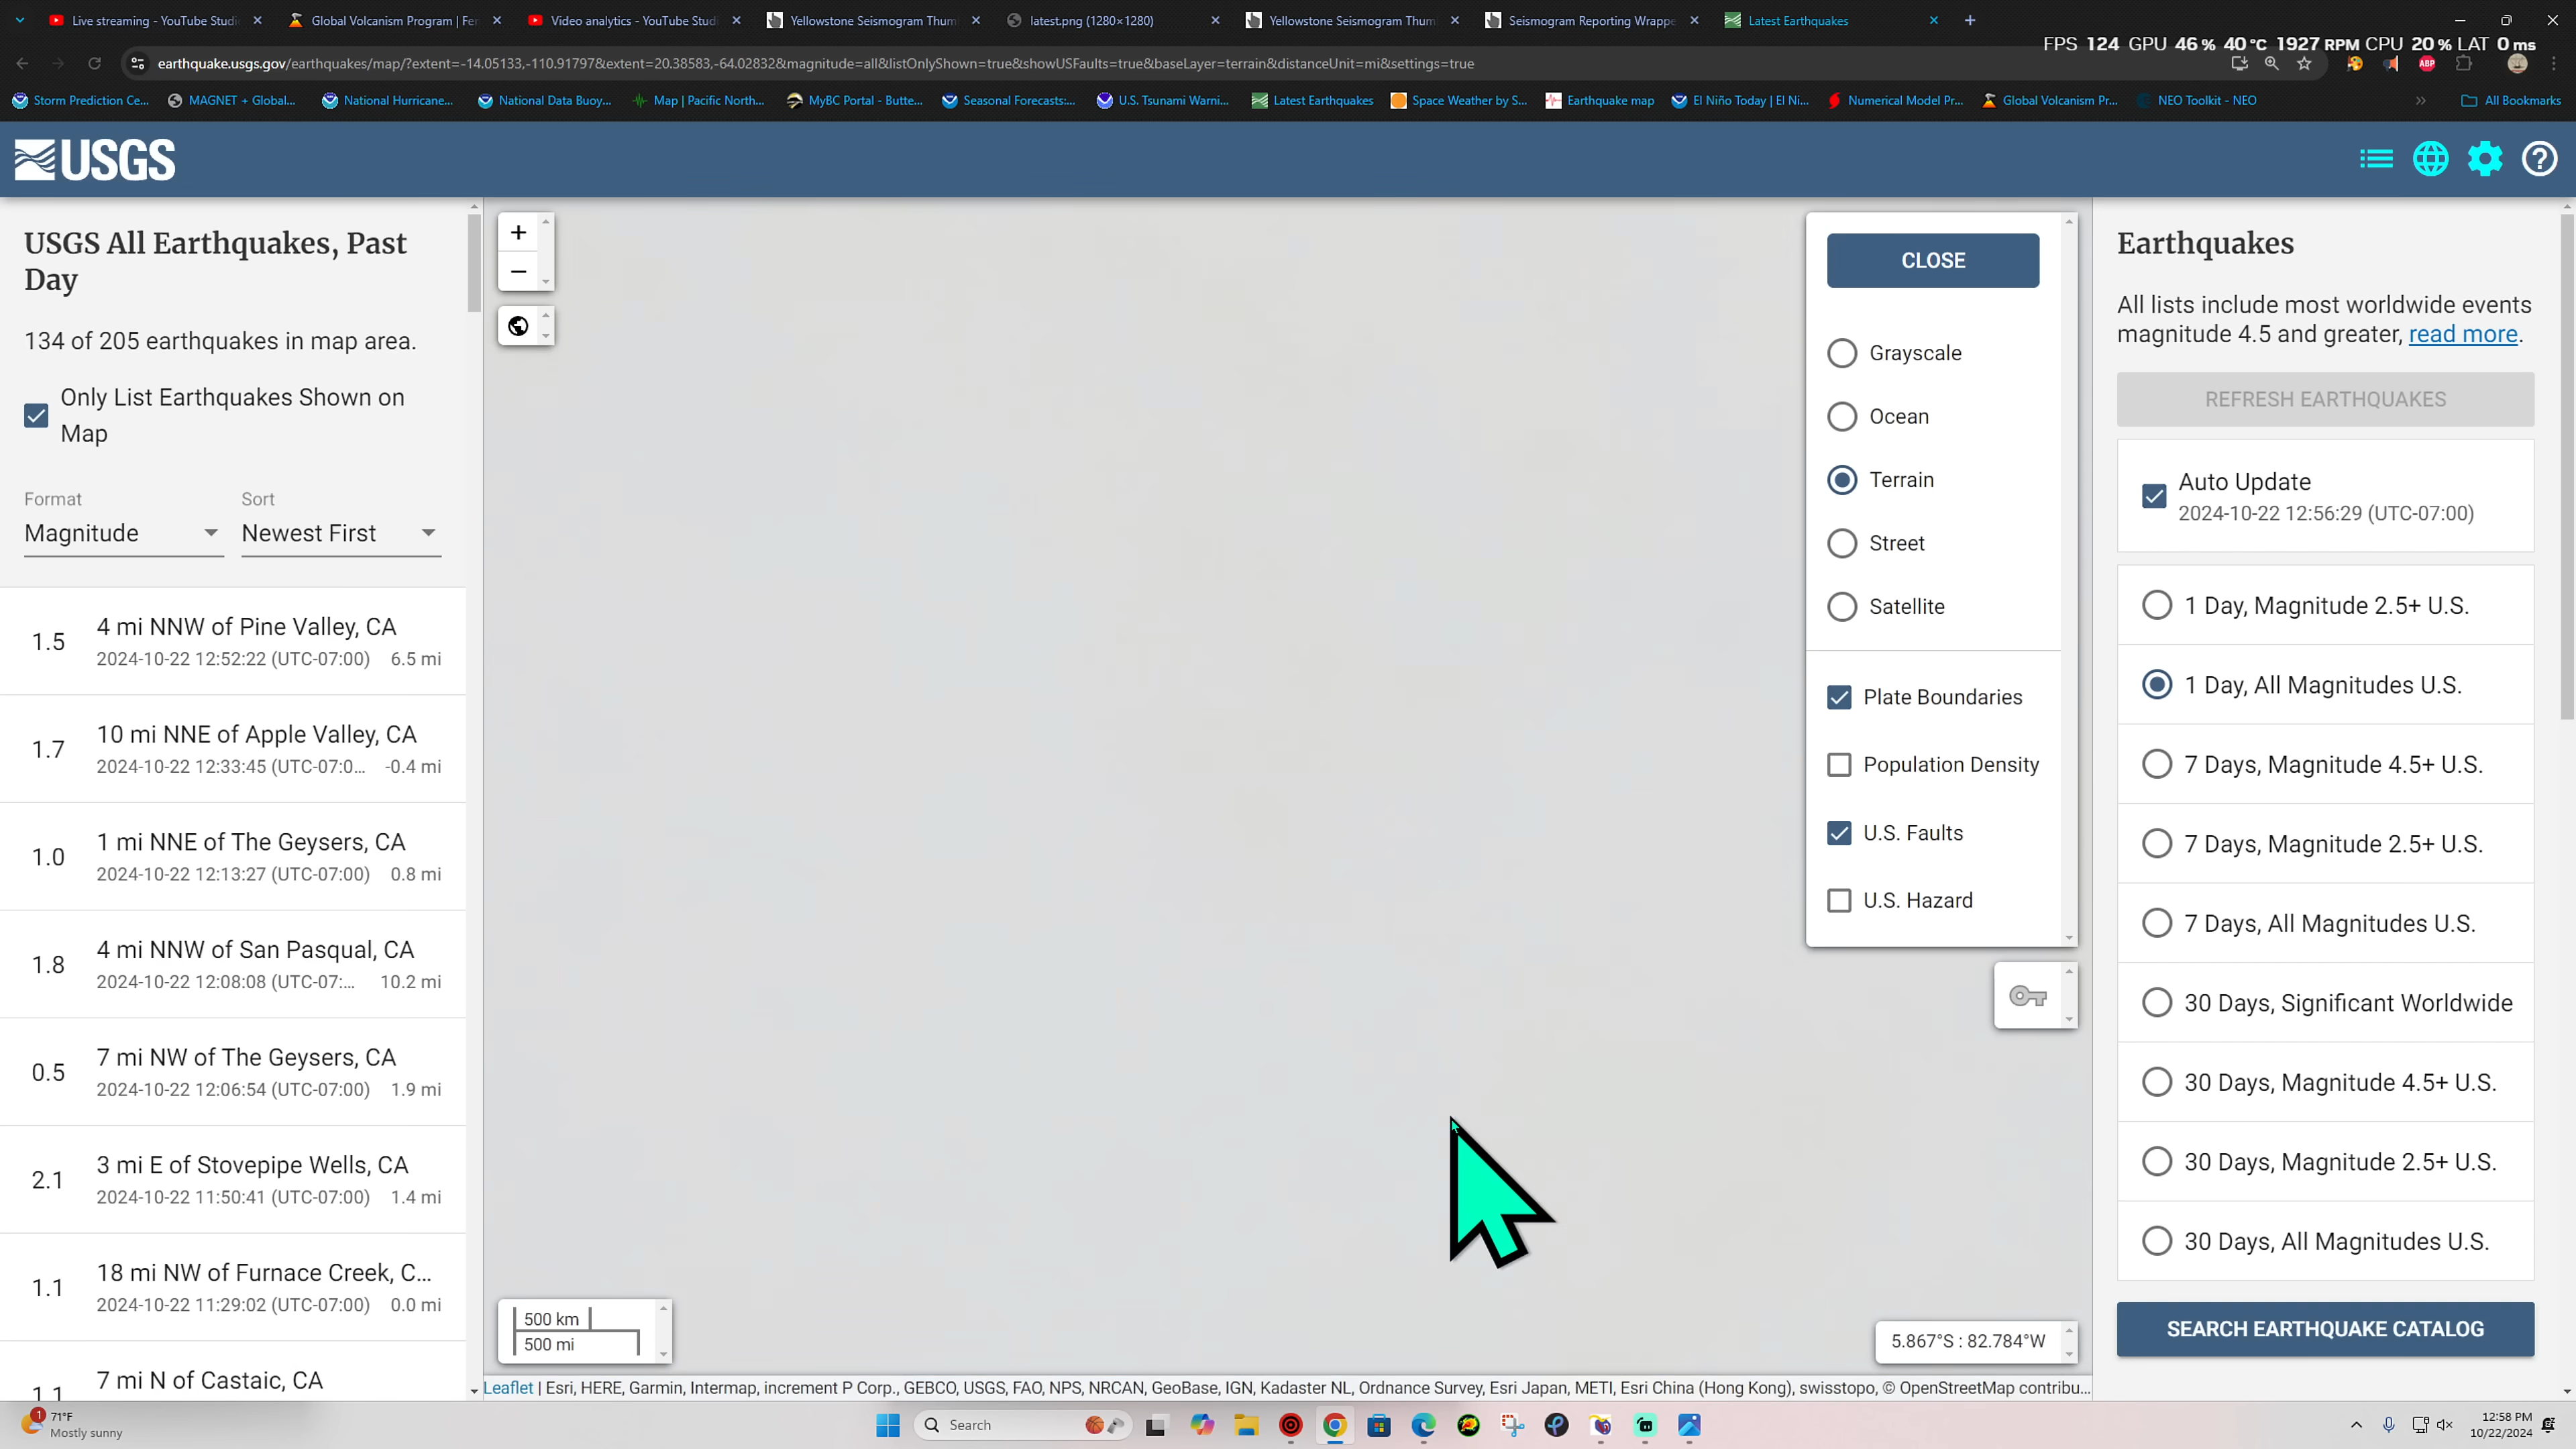 Live streaming - YouTube Studi
Global Volcanism Program | Fer
Video analytics - YouTube Studi
Yellowstone Seismogram Thum
latest.png (1280×1280)
Yellowstone Seismogram Thum
Seismogram Reporting Wrappe
Latest Earthquakes
FPS 124 GPU 46 % 40 °C 1927 RPM CPU 20 % LAT 0 ms
earthquake.usgs.gov/earthquakes/map/?extent=-14.05133,-110.91797&extent=20.38583,-64.02832&magnitude=all&listOnlyShown=true&showUSFaults=true&baseLayer=terrain&distanceUnit=mi&settings=true
ABP
Storm Prediction Ce...
MAGNET + Global...
National Hurricane...
National Data Buoy...
Map | Pacific North...
MyBC Portal - Butte...
Seasonal Forecasts:...
U.S. Tsunami Warni...
Latest Earthquakes
Space Weather by S...
Earthquake map
El Niño Today | El Ni...
Numerical Model Pr...
Global Volcanism Pr...
NEO Toolkit - NEO
All Bookmarks
USGS
USGS All Earthquakes, Past
Day
134 of 205 earthquakes in map area.
Only List Earthquakes Shown on
Map
Format
Sort
Magnitude
Newest First
1.5
4 mi NNW of Pine Valley, CA
2024-10-22 12:52:22 (UTC-07:00) 6.5 mi
1.7
10 mi NNE of Apple Valley, CA
2024-10-22 12:33:45 (UTC-07:0... -0.4 mi
1.0
1 mi NNE of The Geysers, CA
2024-10-22 12:13:27 (UTC-07:00) 0.8 mi
1.8
4 mi NNW of San Pasqual, CA
2024-10-22 12:08:08 (UTC-07:... 10.2 mi
0.5
7 mi NW of The Geysers, CA
2024-10-22 12:06:54 (UTC-07:00) 1.9 mi
2.1
3 mi E of Stovepipe Wells, CA
2024-10-22 11:50:41 (UTC-07:00) 1.4 mi
1.1
18 mi NW of Furnace Creek, C...
2024-10-22 11:29:02 (UTC-07:00) 0.0 mi
1.1
7 mi N of Castaic, CA
+
−
500 km
500 mi
CLOSE
Grayscale
Ocean
Terrain
Street
Satellite
Plate Boundaries
Population Density
U.S. Faults
U.S. Hazard
5.867°S : 82.784°W
Leaflet | Esri, HERE, Garmin, Intermap, increment P Corp., GEBCO, USGS, FAO, NPS, NRCAN, GeoBase, IGN, Kadaster NL, Ordnance Survey, Esri Japan, METI, Esri China (Hong Kong), swisstopo, © OpenStreetMap contribu...
Earthquakes
All lists include most worldwide events
magnitude 4.5 and greater, read more.
REFRESH EARTHQUAKES
Auto Update
2024-10-22 12:56:29 (UTC-07:00)
1 Day, Magnitude 2.5+ U.S.
1 Day, All Magnitudes U.S.
7 Days, Magnitude 4.5+ U.S.
7 Days, Magnitude 2.5+ U.S.
7 Days, All Magnitudes U.S.
30 Days, Significant Worldwide
30 Days, Magnitude 4.5+ U.S.
30 Days, Magnitude 2.5+ U.S.
30 Days, All Magnitudes U.S.
SEARCH EARTHQUAKE CATALOG
1
71°F
Mostly sunny
Search
12:58 PM
10/22/2024